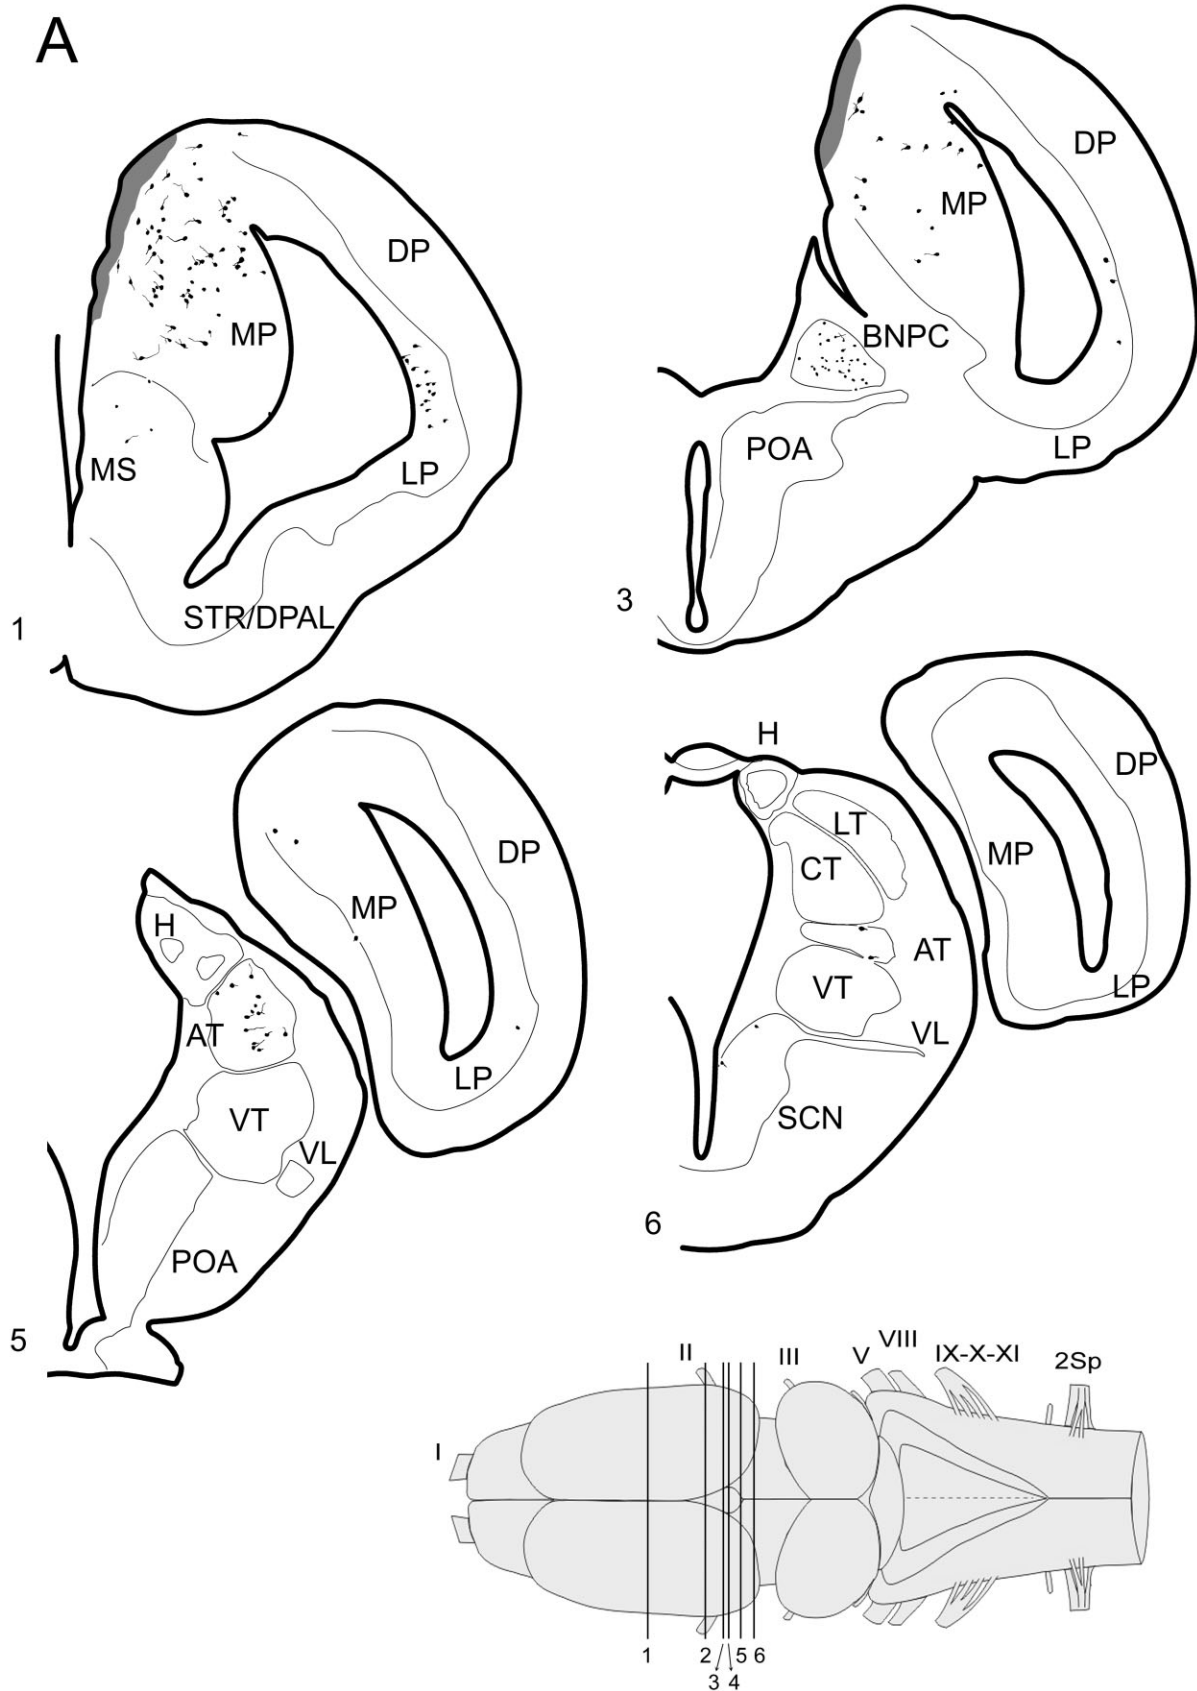 A
DP
MP
MS
LP
STR/DPAL
1
DP
MP
BNPC
POA
LP
3
H
DP
MP
AT
VT
LP
VL
POA
5
H
LT
DP
CT
MP
AT
VT
LP
VL
SCN
6
I
II
III
V
VIII
IX-X-XI
2Sp
1
2
5
6
3
4